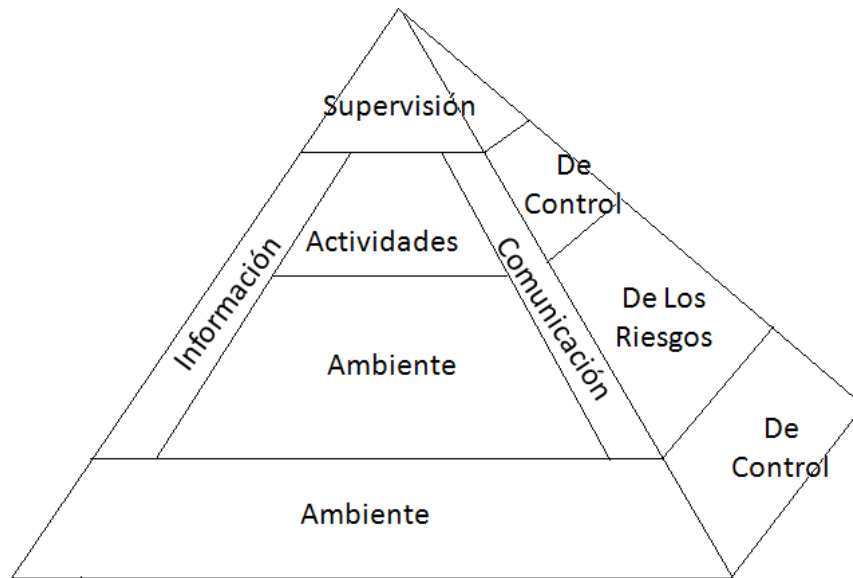 Supervisión
De
Control
Actividades
Información
Comunicación
De Los
Riesgos
Ambiente
De
Control
Ambiente